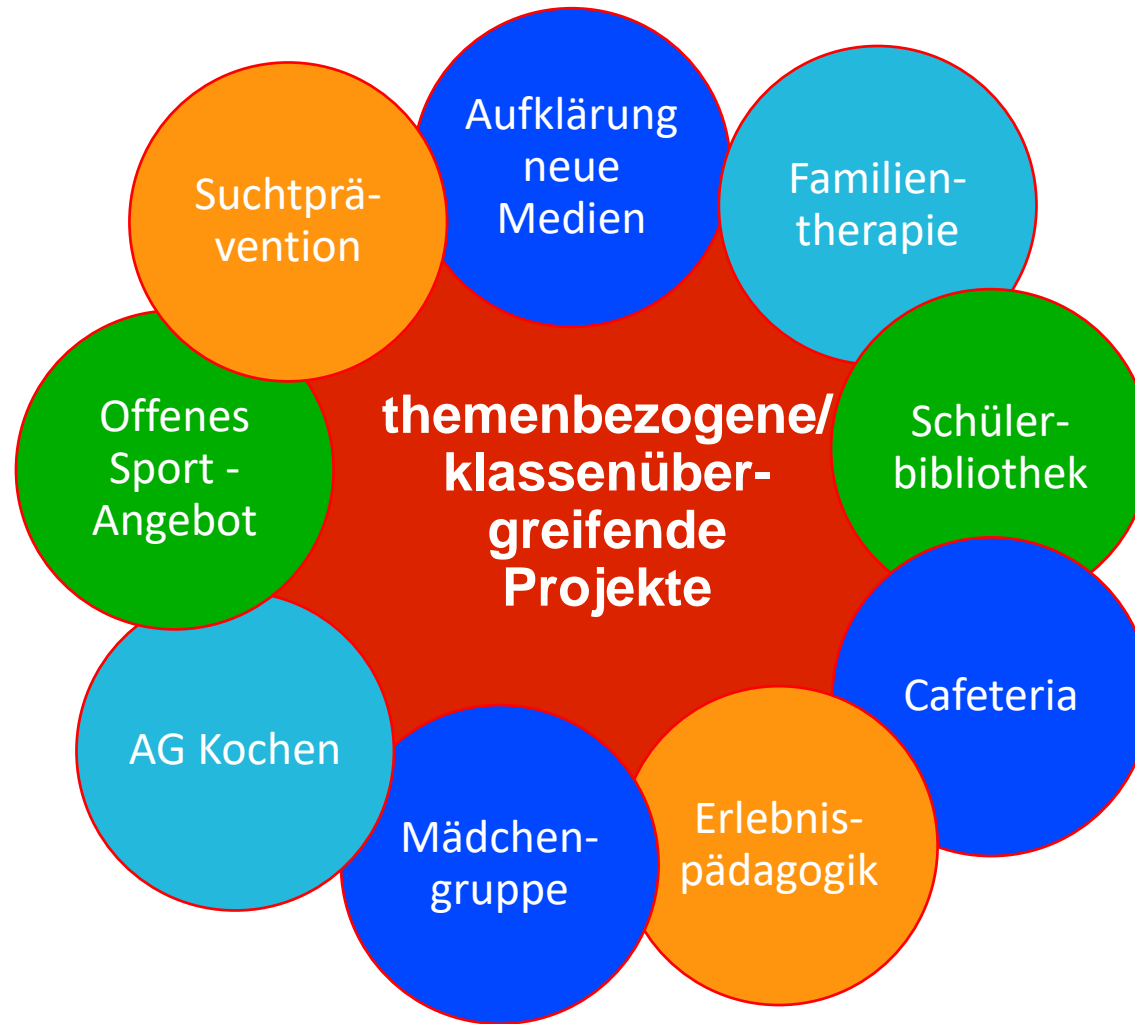 Aufklärung
neue
Medien
Familien-
therapie
Suchtprä-
vention
Offenes
Sport -
Angebot
themenbezogene/
klassenüber-
greifende
Projekte
Schüler-
bibliothek
Cafeteria
AG Kochen
Mädchen-
gruppe
Erlebnis-
pädagogik